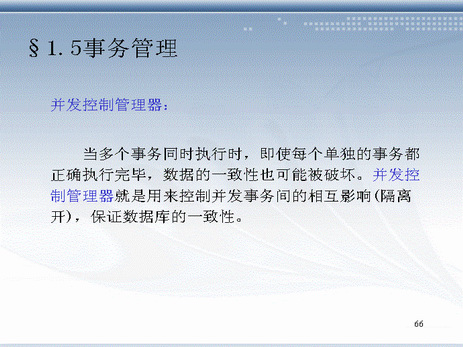 §1.5事务管理
并发控制管理器：
当多个事务同时执行时，即使每个单独的事务都
正确执行完毕，数据的一致性也可能被破坏。并发控
制管理器就是用来控制并发事务间的相互影响(隔离
开)，保证数据库的一致性。
66